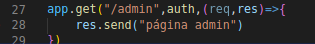 27 app.get("/admin",auth,(req,res)=>{
28 res.send("página admin")
29 })